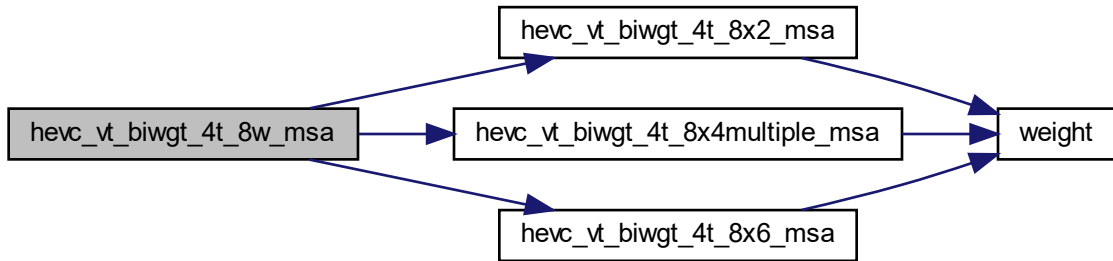 hevc_vt_biwgt_4t_8x2_msa
hevc_vt_biwgt_4t_8w_msa
hevc_vt_biwgt_4t_8x4multiple_msa
weight
hevc_vt_biwgt_4t_8x6_msa